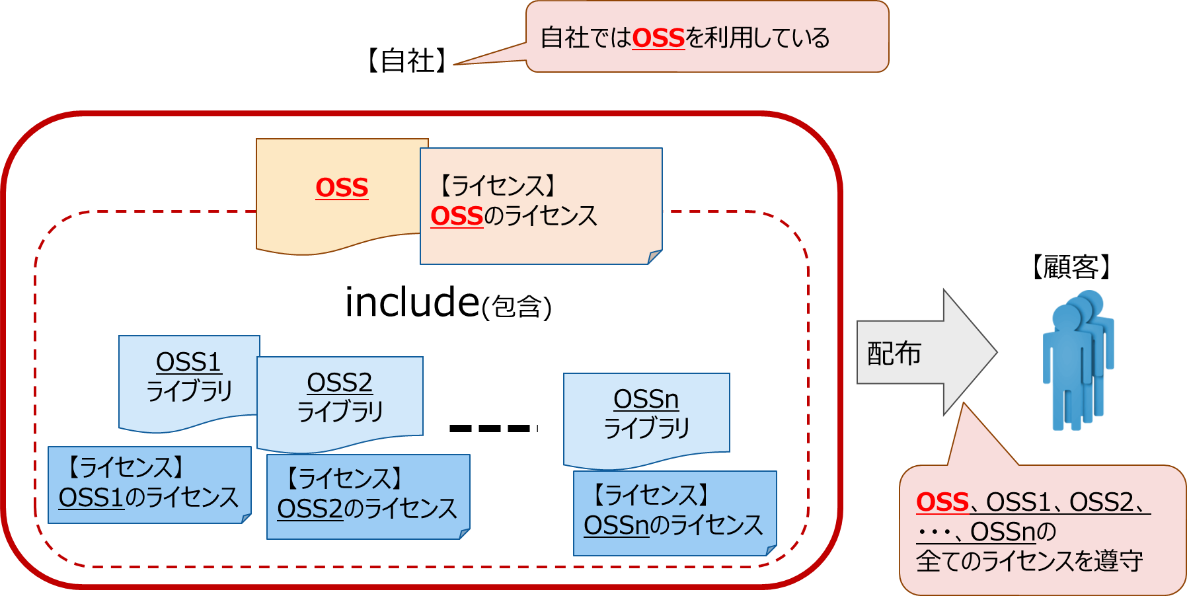 自社ではOSSを利用している
【自社】
OSS
【ライセンス】
OSSのライセンス
include(包含)
OSS1
ライブラリ
OSS2
ライブラリ
OSSn
ライブラリ
【ライセンス】
OSS1のライセンス
【ライセンス】
OSS2のライセンス
【ライセンス】
OSSnのライセンス
配布
【顧客】
OSS、OSS1、OSS2、
・・・、OSSnの
全てのライセンスを遵守